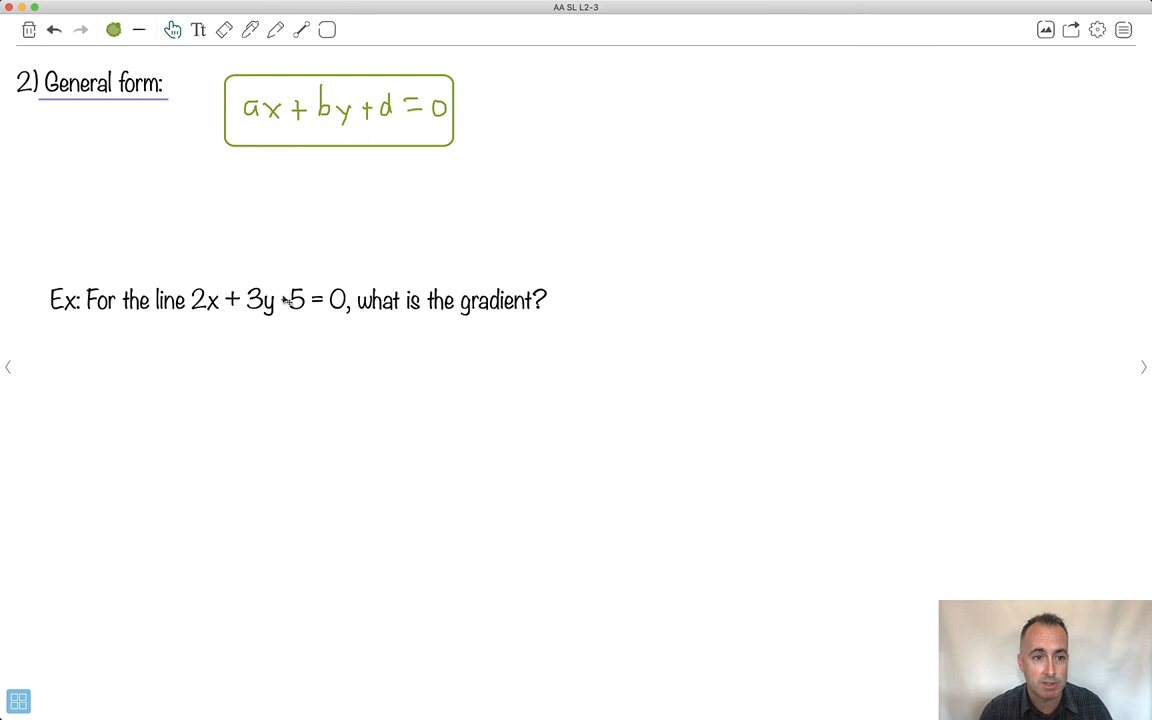 AA SL L2-3
Tt
2) General form:
ax + by + d = 0
Ex: For the line 2x + 3y 5 = 0, what is the gradient?